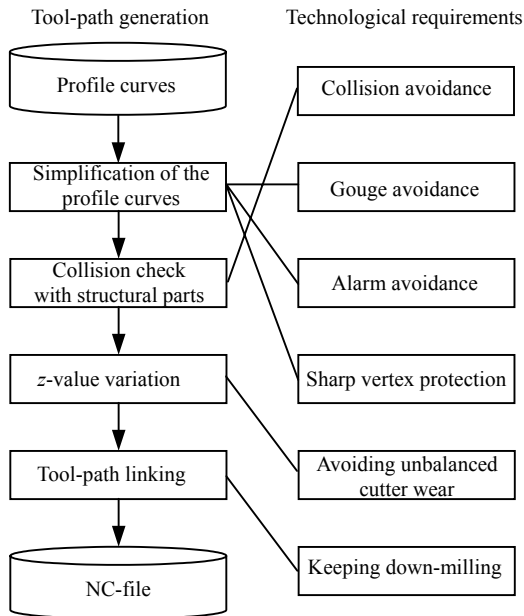 Tool-path generation
Technological requirements
Profile curves
Simplification of the
profile curves
Collision check
with structural parts
z-value variation
Tool-path linking
NC-file
Collision avoidance
Gouge avoidance
Alarm avoidance
Sharp vertex protection
Avoiding unbalanced
cutter wear
Keeping down-milling